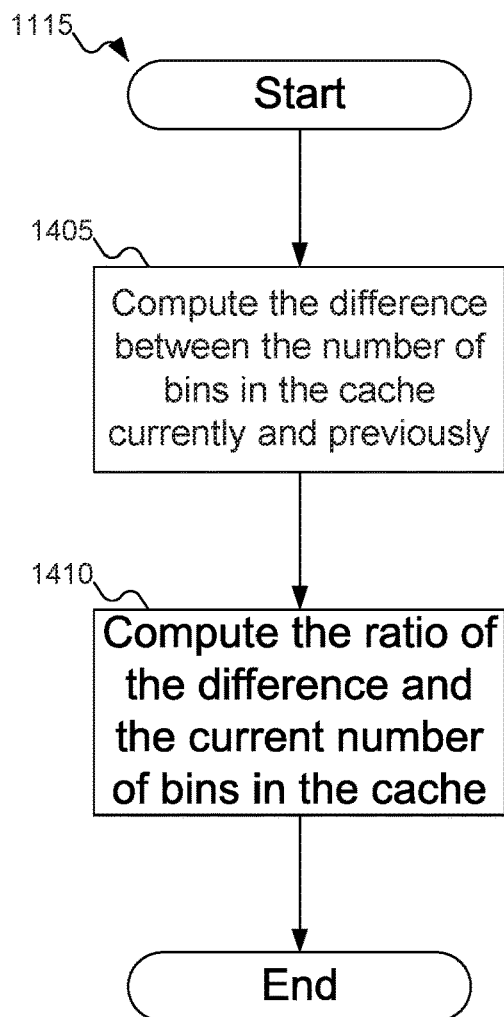 1115
Start
1405
Compute the difference
between the number of
bins in the cache
currently and previously
1410
Compute the ratio of
the difference and
the current number
of bins in the cache
End